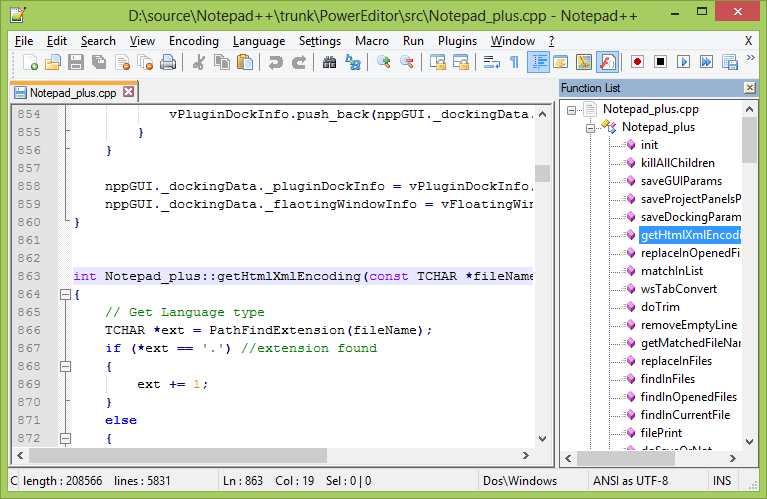 D:\source\Notepad++\trunk\PowerEditor\src\Notepad_plus.cpp - Notepad++
File Edit Search View Encoding Language Settings Macro Run Plugins Window ? X
Notepad_plus.cpp
854 vPluginDockInfo.push_back(nppGUI._dockingData.
855 }
856 }
857
858 nppGUI._dockingData._pluginDockInfo = vPluginDockInfo;
859 nppGUI._dockingData._flaotingWindowInfo = vFloatingWin
860 }
861
862
863 int Notepad_plus::getHtmlXmlEncoding(const TCHAR *fileName
864 {
865 // Get Language type
866 TCHAR *ext = PathFindExtension(fileName);
867 if (*ext == '.') //extension found
868 {
869 ext += 1;
870 }
871 else
872 {
Function List
Notepad_plus.cpp
Notepad_plus
init
killAllChildren
saveGUIParams
saveProjectPanelsP
saveDockingParam
getHtmlXmlEncodi
replaceInOpenedFi
matchInList
wsTabConvert
doTrim
removeEmptyLine
getMatchedFileNar
replaceInFiles
findInFiles
findInOpenedFiles
findInCurrentFile
filePrint
C length : 208566 lines : 5831 Ln : 863 Col : 19 Sel : 0 | 0 Dos\Windows ANSI as UTF-8 INS